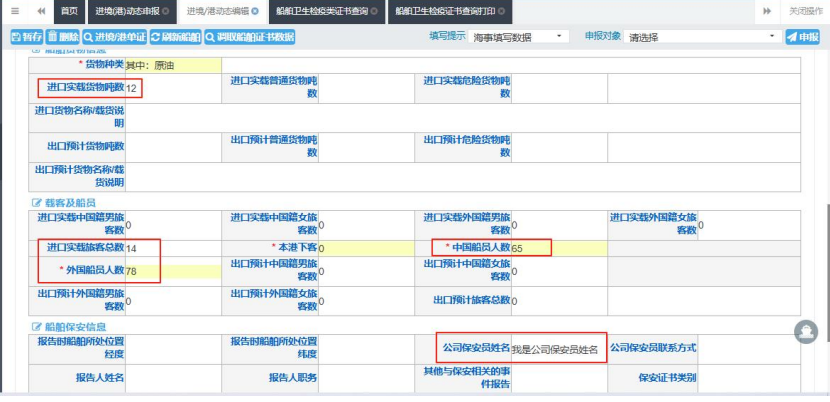 首页 进境(港)动态申报 进境/港动态编辑 船舶卫生检疫类证书查询 船舶卫生检疫证书查询打印 关闭操作
暂存 删除 进境/港单证 刷新船舶 调取船舶证书数据 填写提示 海事填写数据 申报对象 请选择 申报
船舶货物信息
* 货物种类 其中：原油
进口实载货物吨数 12 进口实载普通货物吨数 进口实载危险货物吨数
进口货物名称/载货说明
出口预计货物吨数 出口预计普通货物吨数 出口预计危险货物吨数
出口预计货物名称/载货说明
载客及船员
进口实载中国籍男旅客数 0 进口实载中国籍女旅客数 0 进口实载外国籍男旅客数 0 进口实载外国籍女旅客数 0
进口实载旅客总数 14 * 本港下客 0 * 中国船员人数 65
* 外国船员人数 78 出口预计中国籍男旅客数 0 出口预计中国籍女旅客数 0
出口预计外国籍男旅客数 0 出口预计外国籍女旅客数 0 出口预计旅客总数 0
船舶保安信息
报告时船舶所处位置经度 报告时船舶所处位置纬度 公司保安员姓名 我是公司保安员姓名 公司保安员联系方式
报告人姓名 报告人职务 其他与保安相关的事件报告 保安证书类别